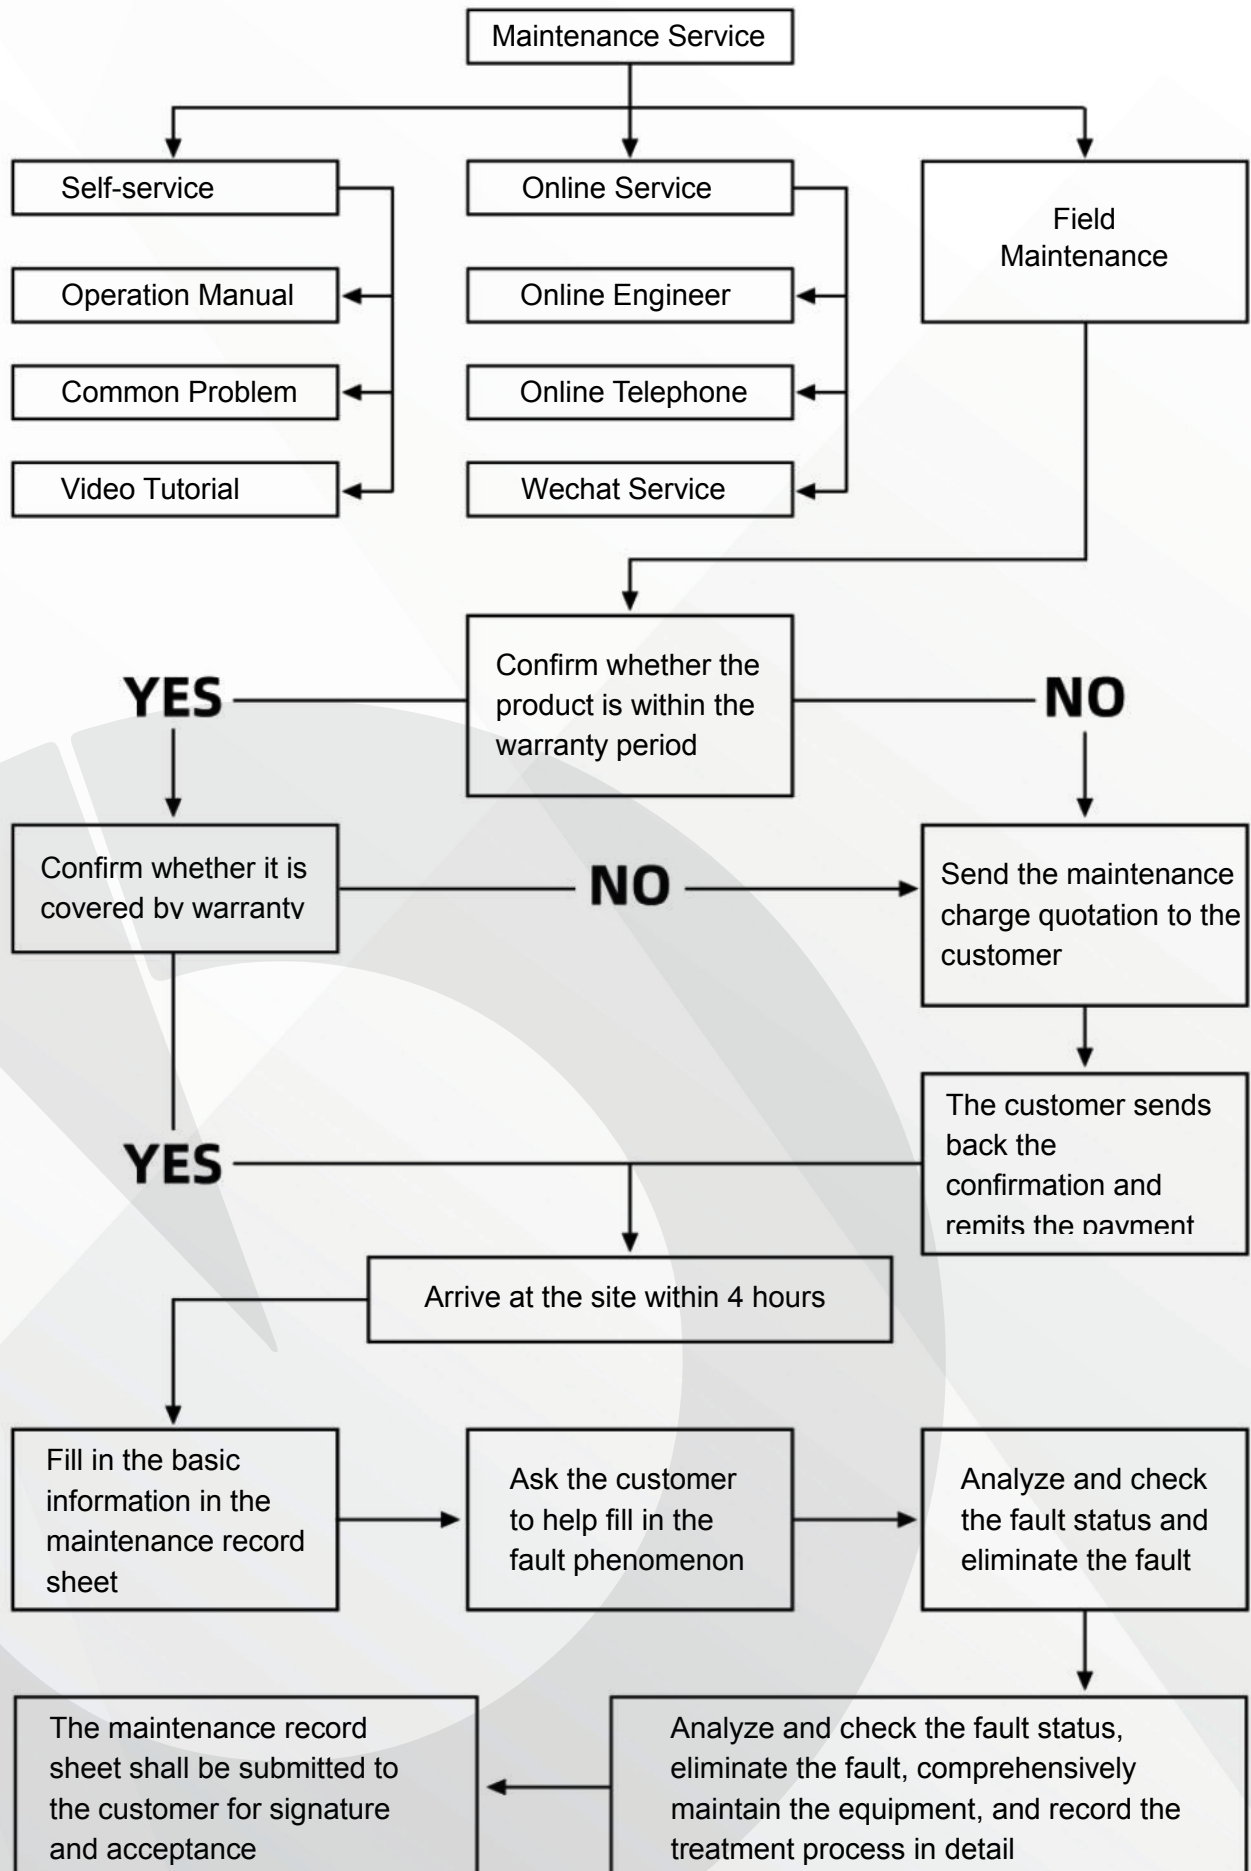 Maintenance Service
Self-service
Online Service
Field
Maintenance
Operation Manual
Online Engineer
Common Problem
Online Telephone
Video Tutorial
Wechat Service
Confirm whether the
product is within the
warranty period
YES
NO
Confirm whether it is
covered by warranty
NO
Send the maintenance
charge quotation to the
customer
The customer sends
back the
confirmation and
remits the payment
YES
Arrive at the site within 4 hours
Fill in the basic
information in the
maintenance record
sheet
Ask the customer
to help fill in the
fault phenomenon
Analyze and check
the fault status and
eliminate the fault
The maintenance record
sheet shall be submitted to
the customer for signature
and acceptance
Analyze and check the fault status,
eliminate the fault, comprehensively
maintain the equipment, and record the
treatment process in detail